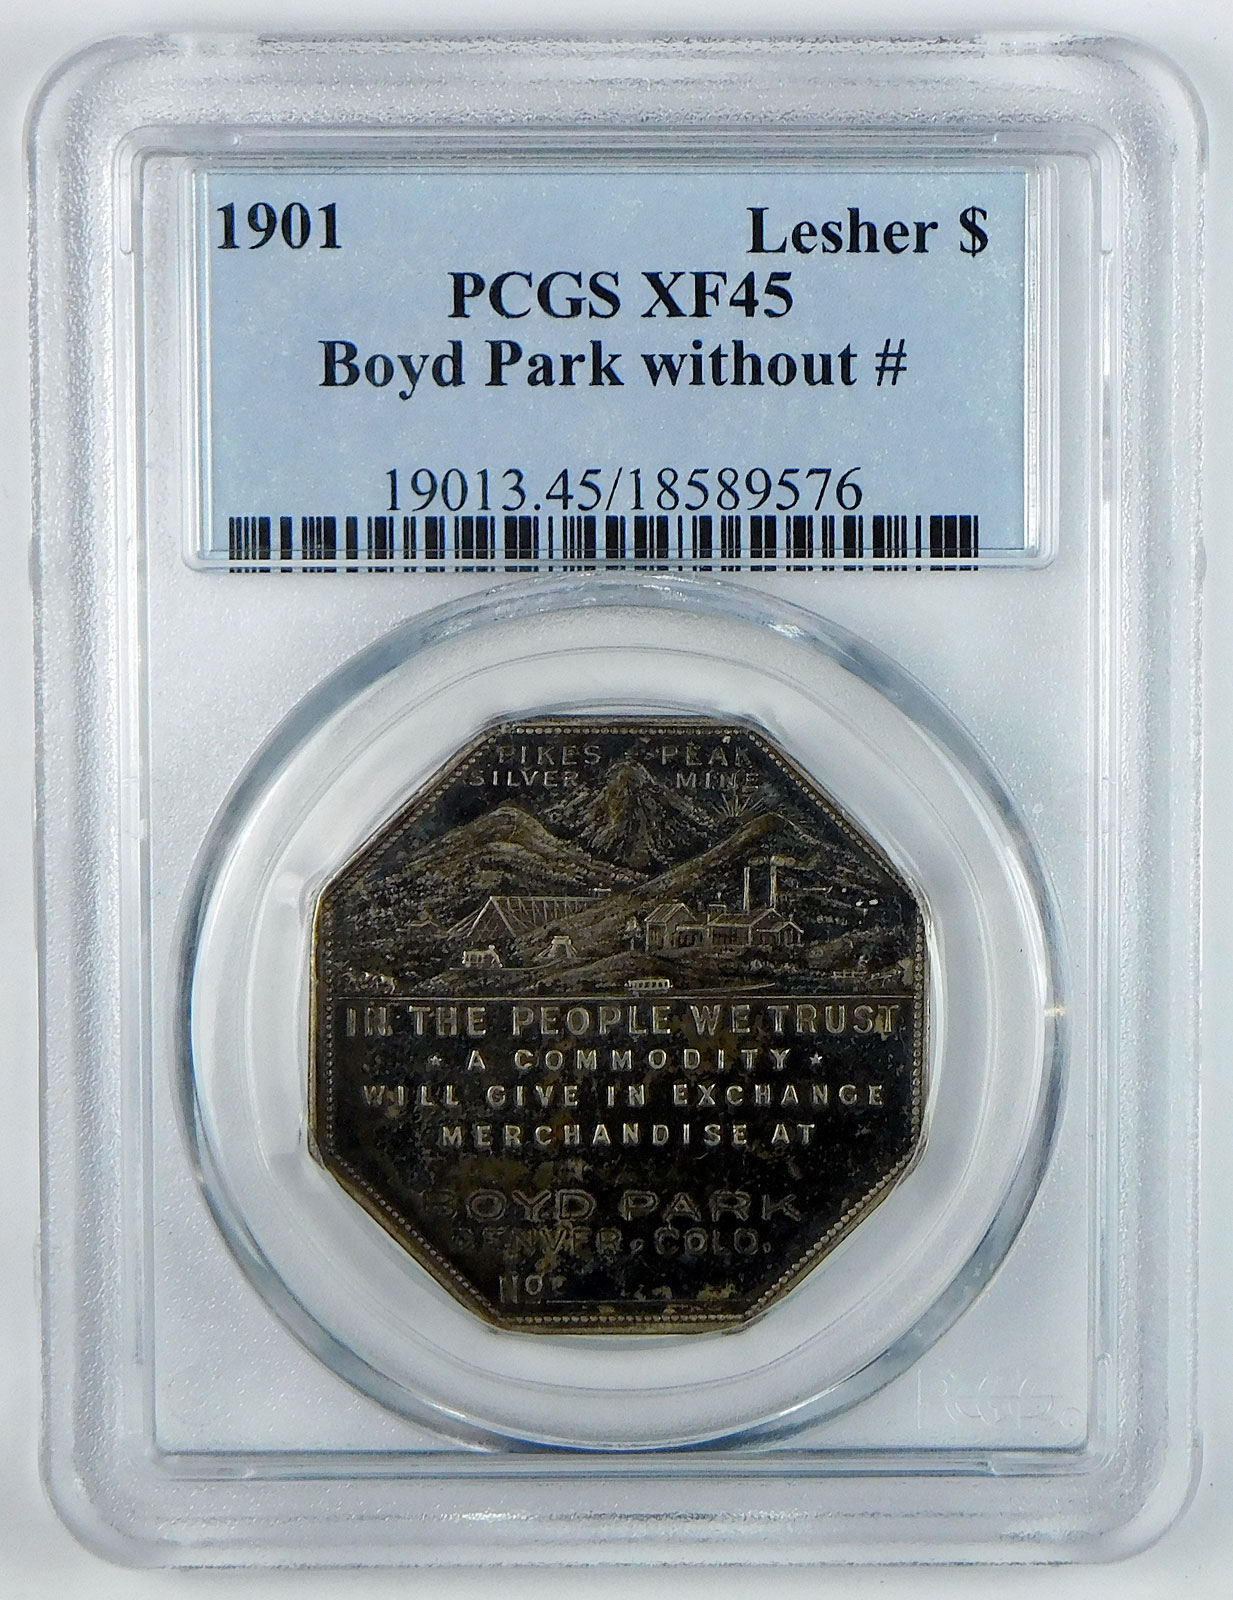 1901 Lesher $
PCGS XF45
Boyd Park without #
19013.45/18589576
PIKES PEAK
SILVER MINE
IN THE PEOPLE WE TRUST
* A COMMODITY *
WILL GIVE IN EXCHANGE
MERCHANDISE AT
BOYD PARK
DENVER, COLO.
NO.